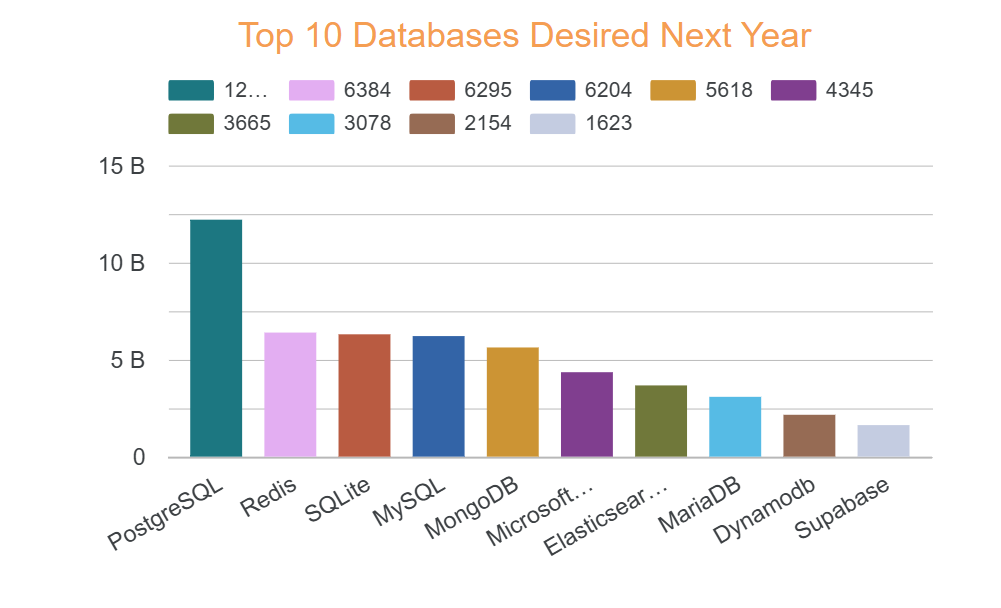 Top 10 Databases Desired Next Year
12… 6384 6295 6204 5618 4345
3665 3078 2154 1623
15 B
10 B
5 B
0
PostgreSQL Redis SQLite MySQL MongoDB Microsoft… Elasticsear… MariaDB Dynamodb Supabase